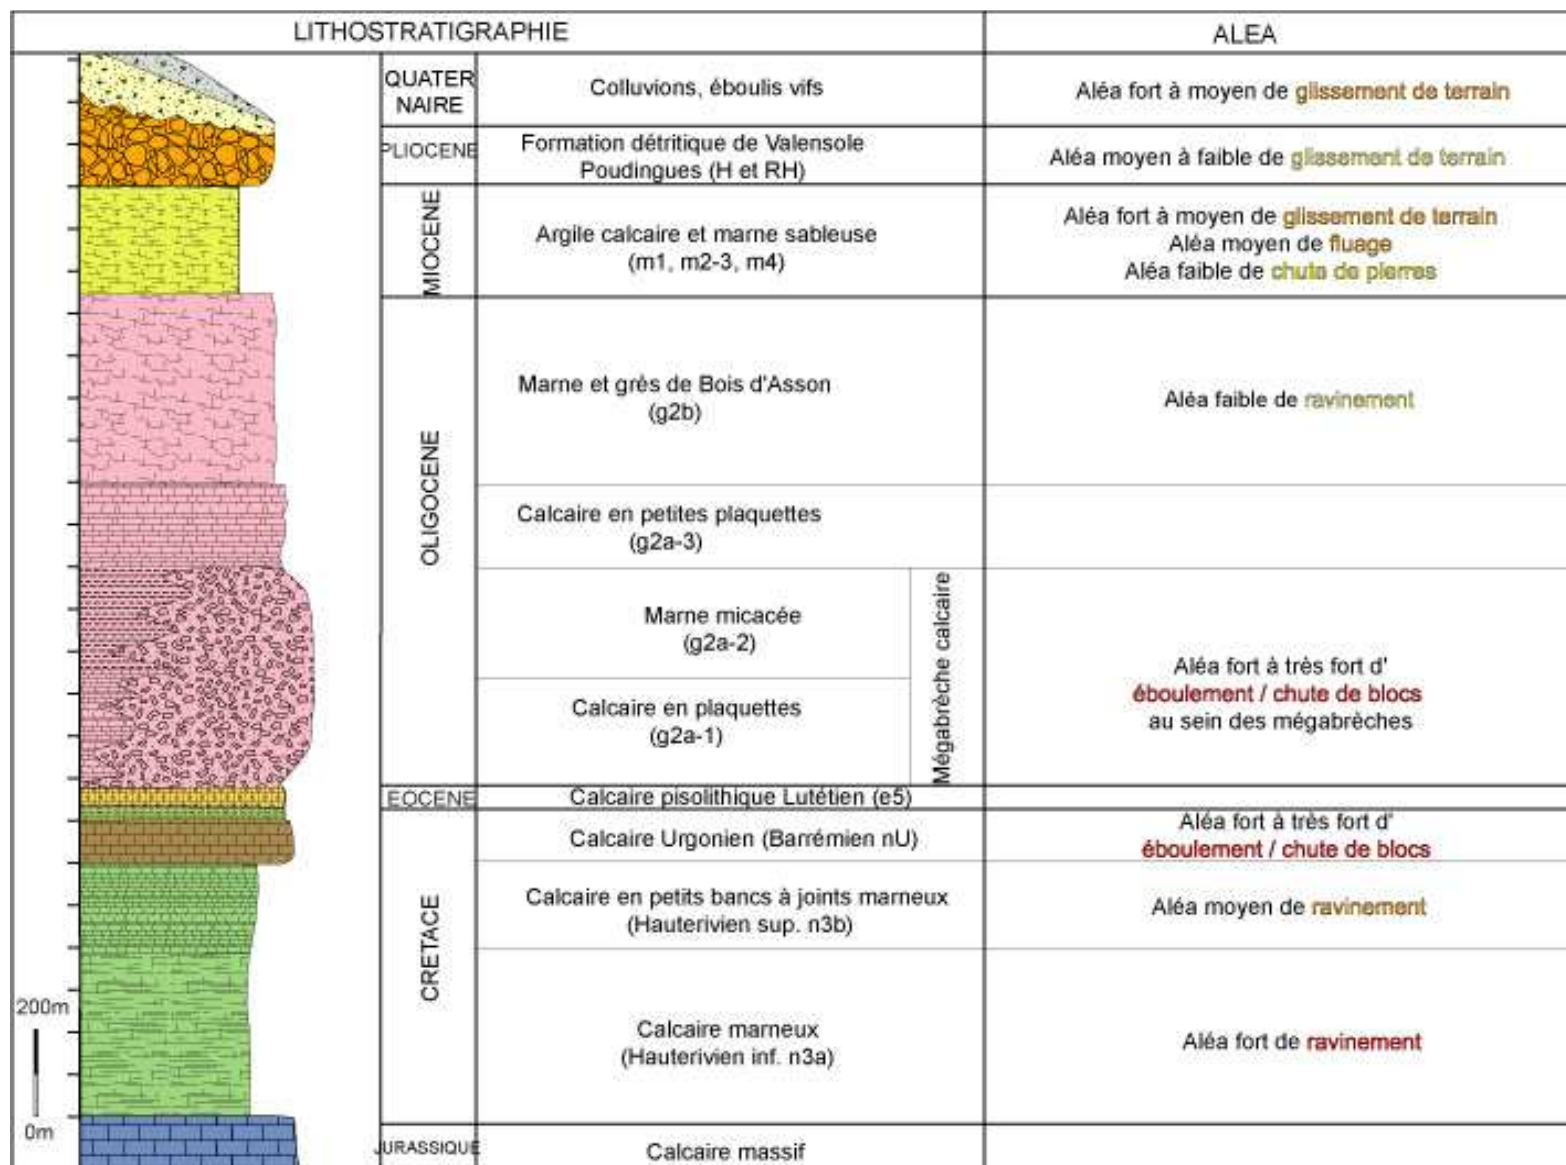 LITHOSTRATIGRAPHIE
ALEA
QUATER
NAIRE
Colluvions, éboulis vifs
Aléa fort à moyen de glissement de terrain
PLIOCENE
Formation détritique de Valensole
Poudingues (H et RH)
Aléa moyen à faible de glissement de terrain
MIOCENE
Argile calcaire et marne sableuse
(m1, m2-3, m4)
Aléa fort à moyen de glissement de terrain
Aléa moyen de fluage
Aléa faible de chute de pierres
OLIGOCENE
Marne et grès de Bois d'Asson
(g2b)
Aléa faible de ravinement
Calcaire en petites plaquettes
(g2a-3)
Marne micacée
(g2a-2)
Calcaire en plaquettes
(g2a-1)
Mégabrèche calcaire
Aléa fort à très fort d'
éboulement / chute de blocs
au sein des mégabrèches
EOCENE
Calcaire pisolithique Lutétien (e5)
CRETACE
Calcaire Urgonien (Barrémien nU)
Aléa fort à très fort d'
éboulement / chute de blocs
Calcaire en petits bancs à joints marneux
(Hauterivien sup. n3b)
Aléa moyen de ravinement
Calcaire marneux
(Hauterivien inf. n3a)
Aléa fort de ravinement
200m
0m
JURASSIQUE
Calcaire massif